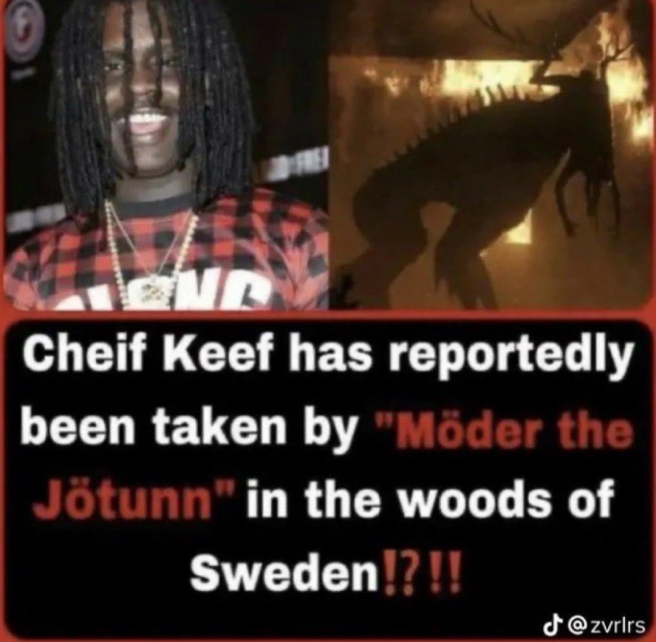 Cheif Keef has reportedly
been taken by "Möder the
Jötunn" in the woods of
Sweden⁉️‼️
@zvrlrs